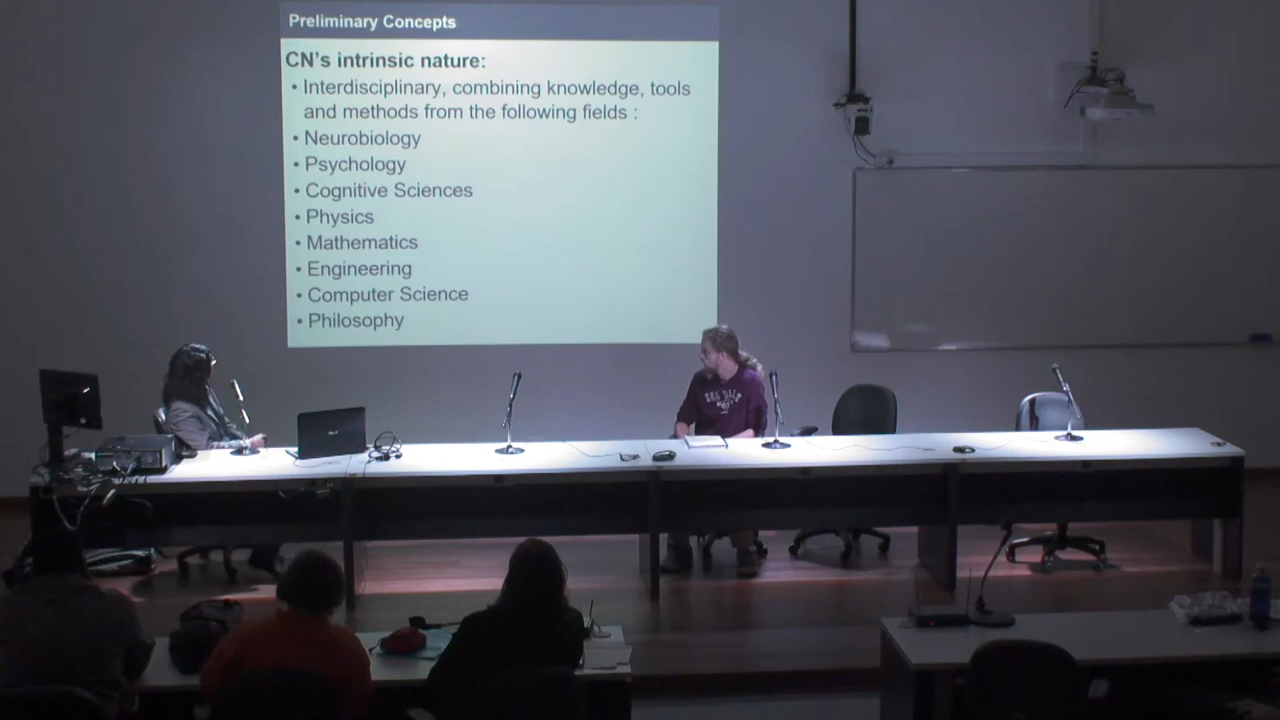 Preliminary Concepts
CN's intrinsic nature:
• Interdisciplinary, combining knowledge, tools
and methods from the following fields :
• Neurobiology
• Psychology
• Cognitive Sciences
• Physics
• Mathematics
• Engineering
• Computer Science
• Philosophy